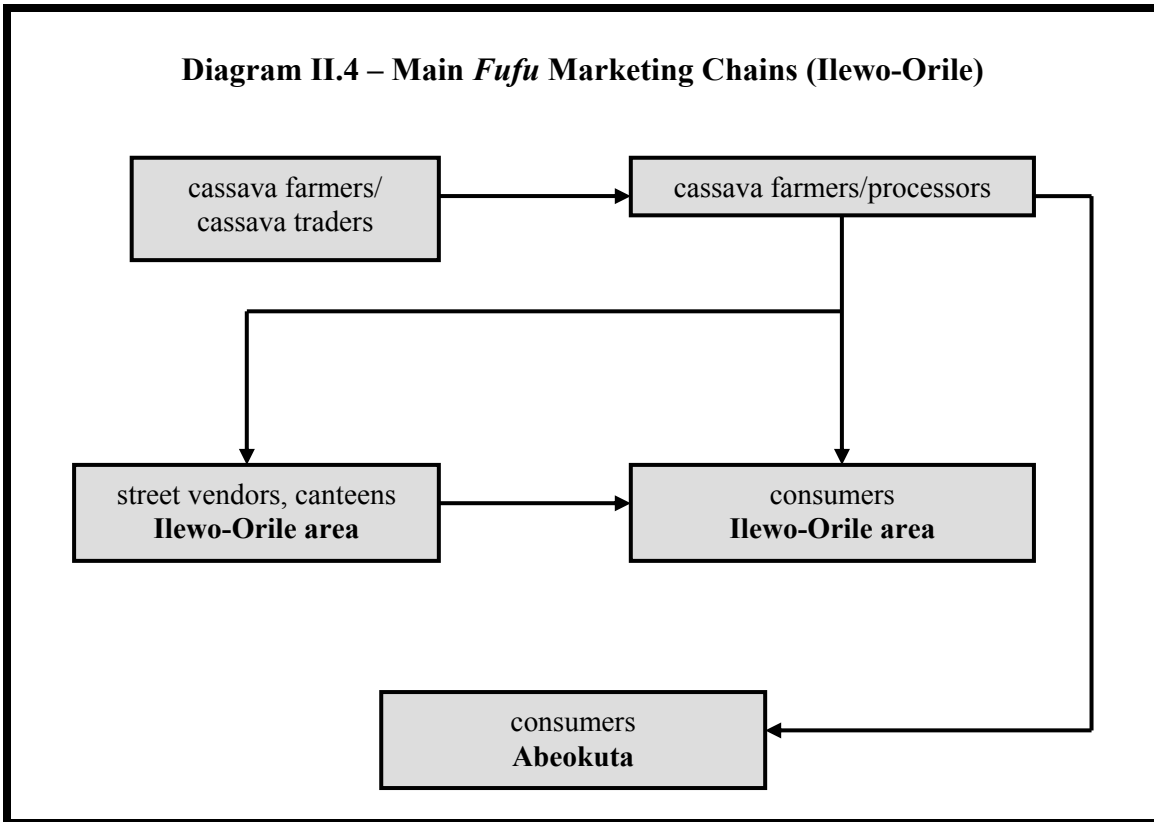 Diagram II.4 – Main Fufu Marketing Chains (Ilewo-Orile)
cassava farmers/
cassava traders
cassava farmers/processors
street vendors, canteens
Ilewo-Orile area
consumers
Ilewo-Orile area
consumers
Abeokuta